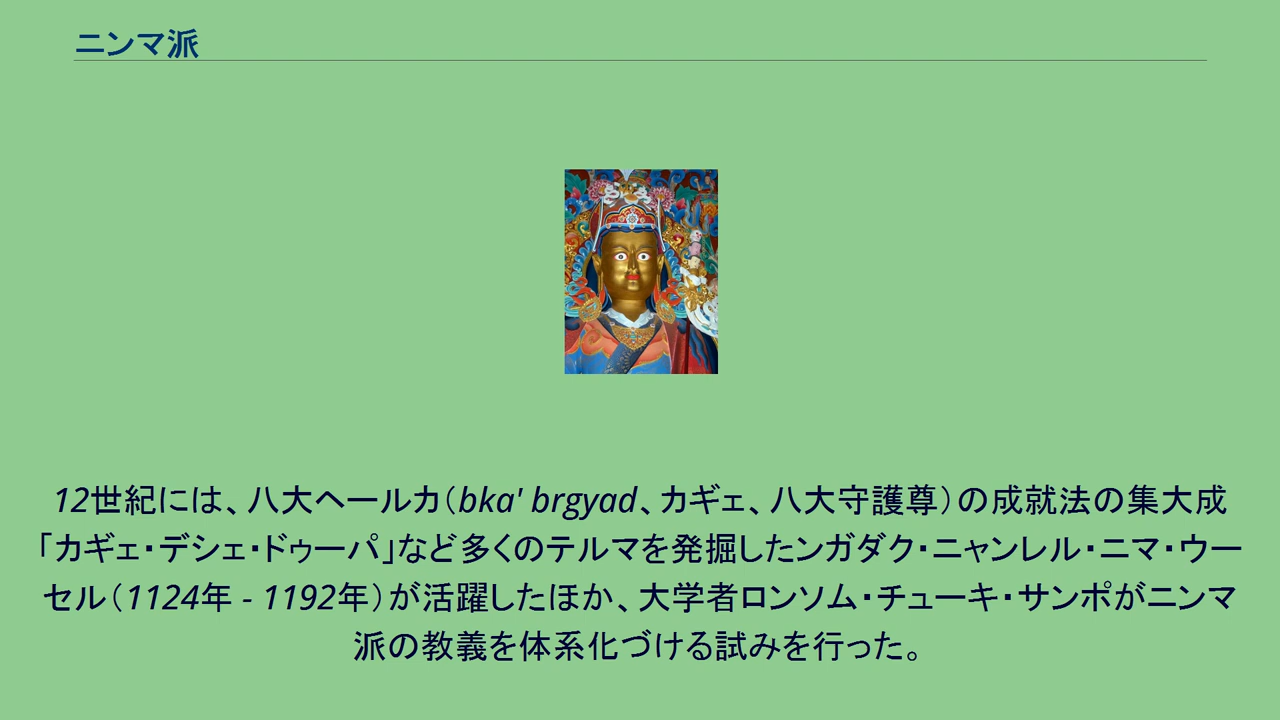 ニンマ派
12世紀には、八大ヘールカ（bka' brgyad、カギェ、八大守護尊）の成就法の集大成
「カギェ・デシェ・ドゥーパ」など多くのテルマを発掘したンガダク・ニャンレル・ニマ・ウー
セル（1124年 - 1192年）が活躍したほか、大学者ロンソム・チューキ・サンポがニンマ
派の教義を体系化づける試みを行った。